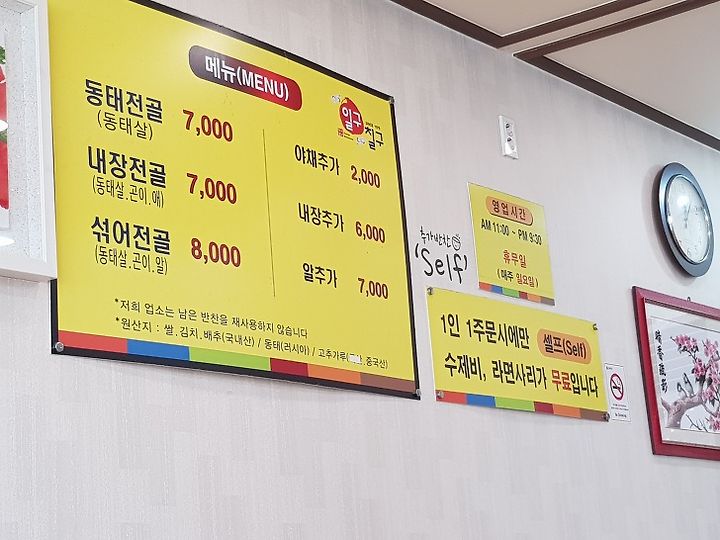 메뉴(MENU)
일구
칠구
동태전골 7,000
(동태살)
내장전골 7,000
(동태살.곤이.애)
섞어전골 8,000
(동태살.곤이.알)
야채추가 2,000
내장추가 6,000
알추가 7,000
*저희 업소는 남은 반찬을 재사용하지 않습니다
*원산지 : 쌀.김치.배추(국내산) / 동태(러시아) / 고추가루( .중국산)
추가반찬
'Self'
영업시간
AM 11:00 ~ PM 9:30
휴무일
(매주 일요일)
1인 1주문시에만 셀프(Self)
수제비, 라면사리가 무료입니다